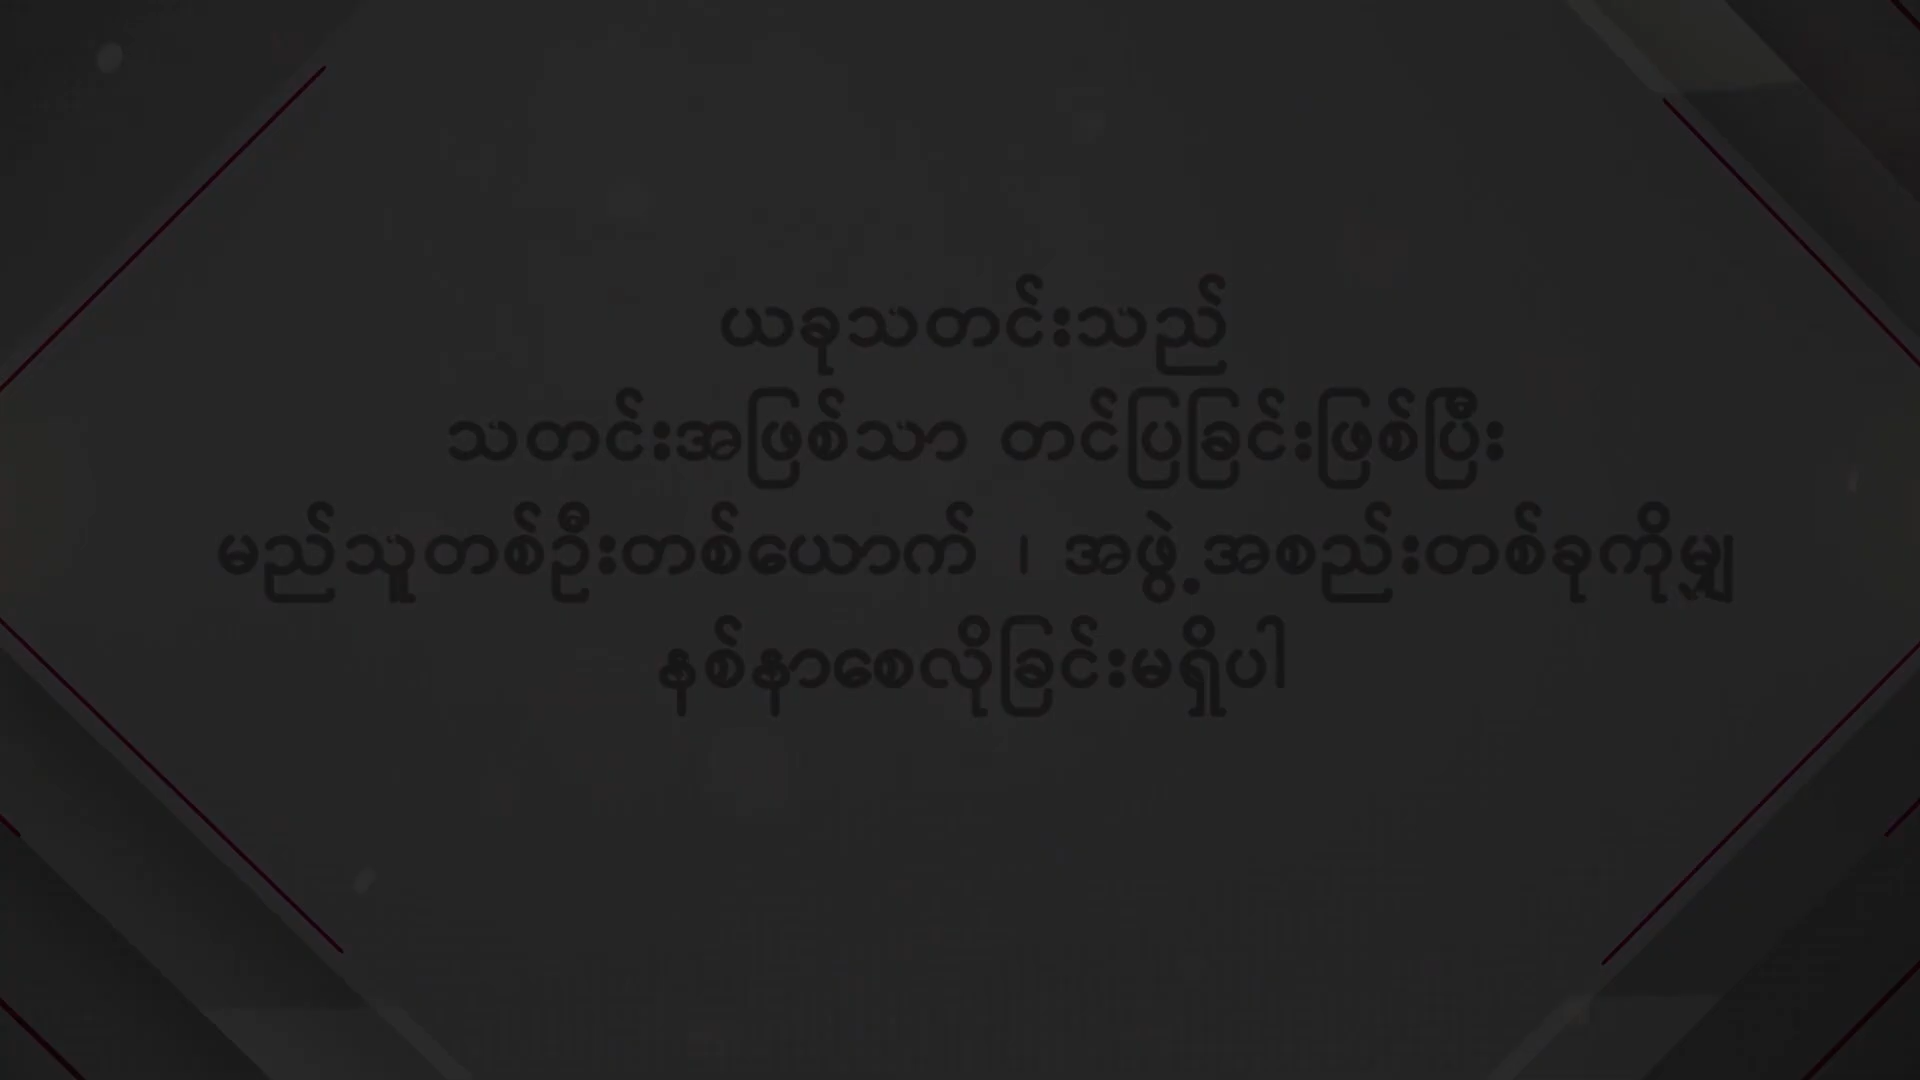 ယခုသတင်းသည်
သတင်းအဖြစ်သာ တင်ပြခြင်းဖြစ်ပြီး
မည်သူတစ်ဦးတစ်ယောက် ၊ အဖွဲ့အစည်းတစ်ခုကိုမျှ
နစ်နာစေလိုခြင်းမရှိပါ